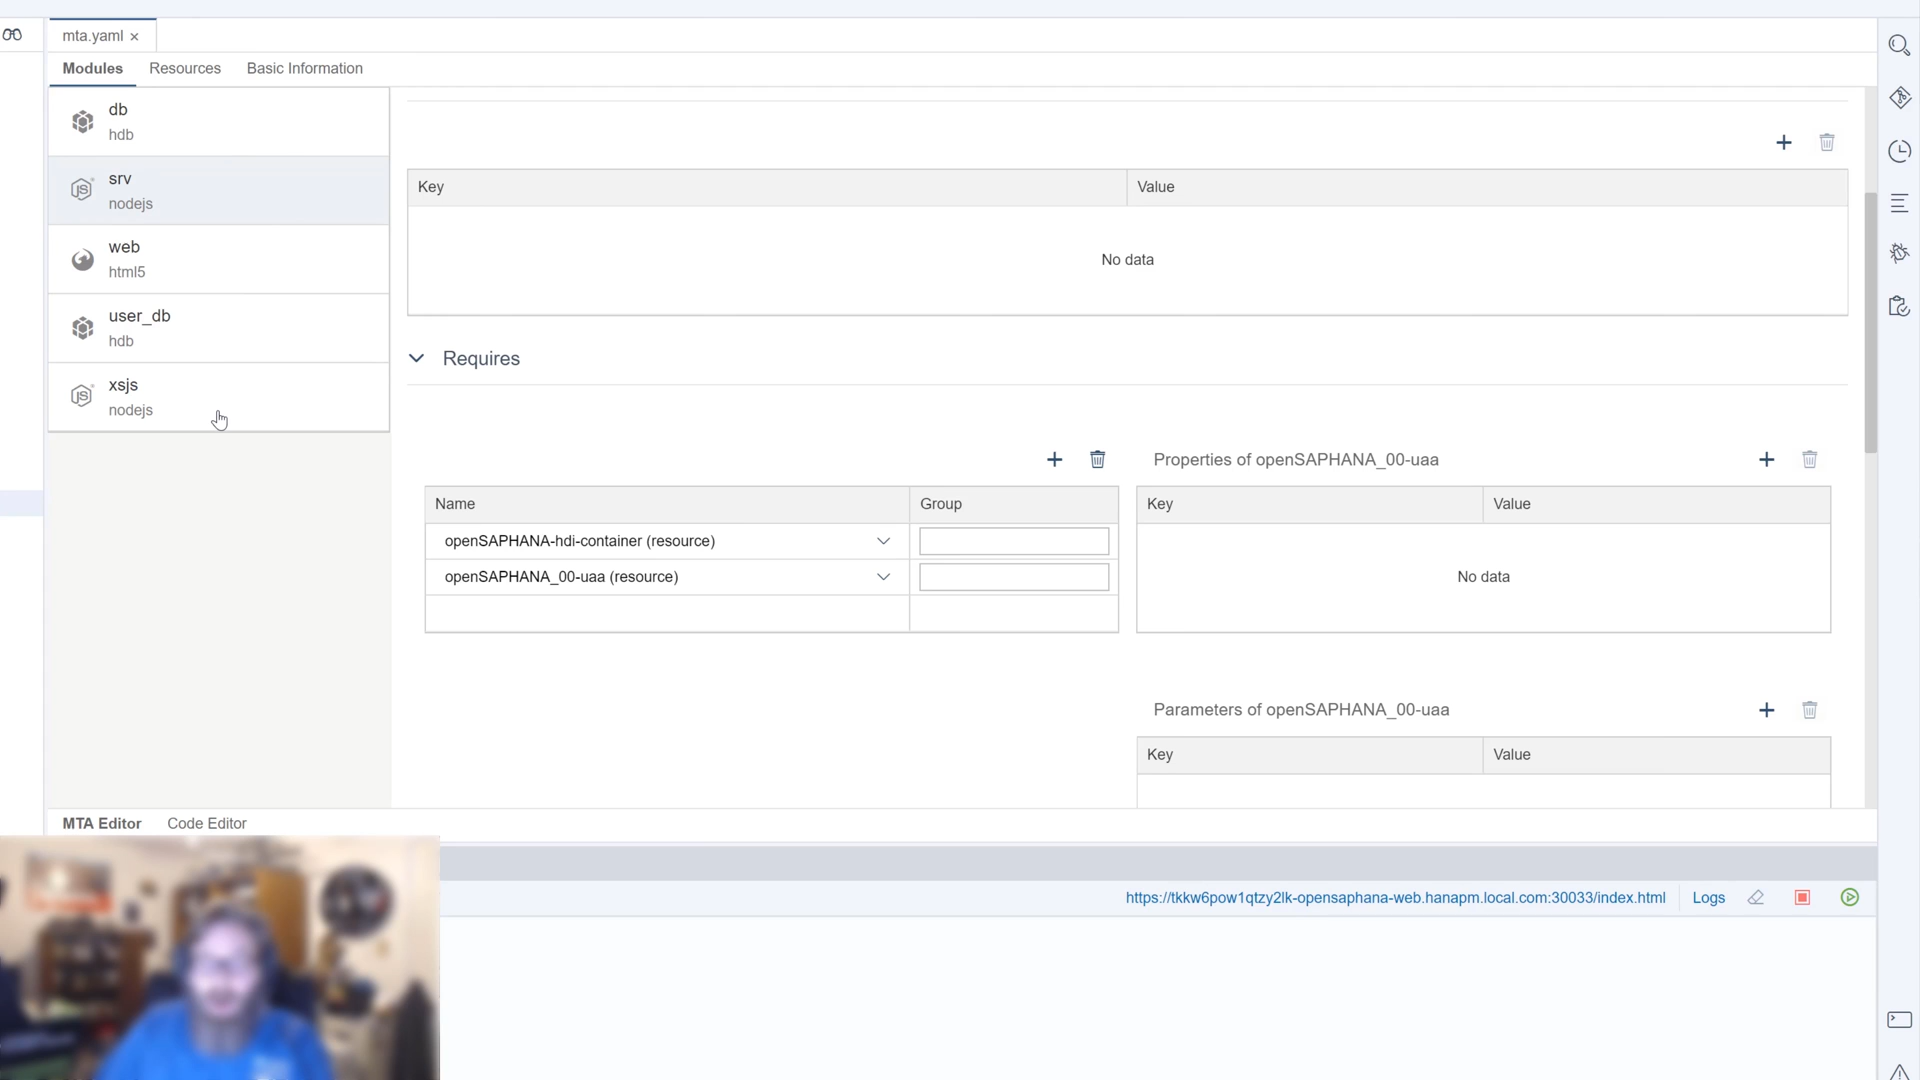 mta.yaml ×
Modules Resources Basic Information
db
hdb
srv
nodejs
web
html5
user_db
hdb
xsjs
nodejs
Key Value
No data
Requires
Properties of openSAPHANA_00-uaa
Name Group
Key Value
openSAPHANA-hdi-container (resource)
openSAPHANA_00-uaa (resource)
No data
Parameters of openSAPHANA_00-uaa
Key Value
MTA Editor Code Editor
https://tkkw6pow1qtzy2lk-opensaphana-web.hanapm.local.com:30033/index.html Logs